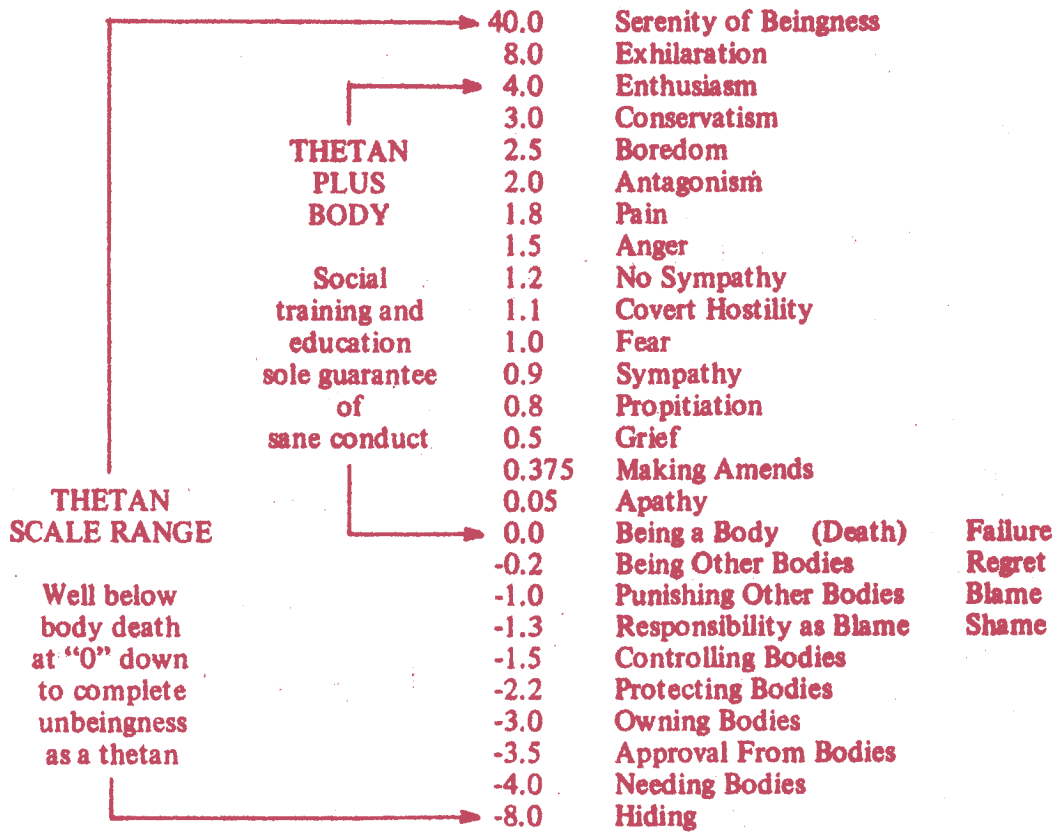 40.0 Serenity of Beingness
8.0 Exhilaration
4.0 Enthusiasm
3.0 Conservatism
THETAN 2.5 Boredom
PLUS 2.0 Antagonism
BODY 1.8 Pain
1.5 Anger
Social 1.2 No Sympathy
training and 1.1 Covert Hostility
education 1.0 Fear
sole guarantee 0.9 Sympathy
of 0.8 Propitiation
sane conduct 0.5 Grief
0.375 Making Amends
THETAN 0.05 Apathy
SCALE RANGE 0.0 Being a Body (Death) Failure
-0.2 Being Other Bodies Regret
Well below -1.0 Punishing Other Bodies Blame
body death -1.3 Responsibility as Blame Shame
at “0” down -1.5 Controlling Bodies
to complete -2.2 Protecting Bodies
unbeingness -3.0 Owning Bodies
as a thetan -3.5 Approval From Bodies
-4.0 Needing Bodies
-8.0 Hiding